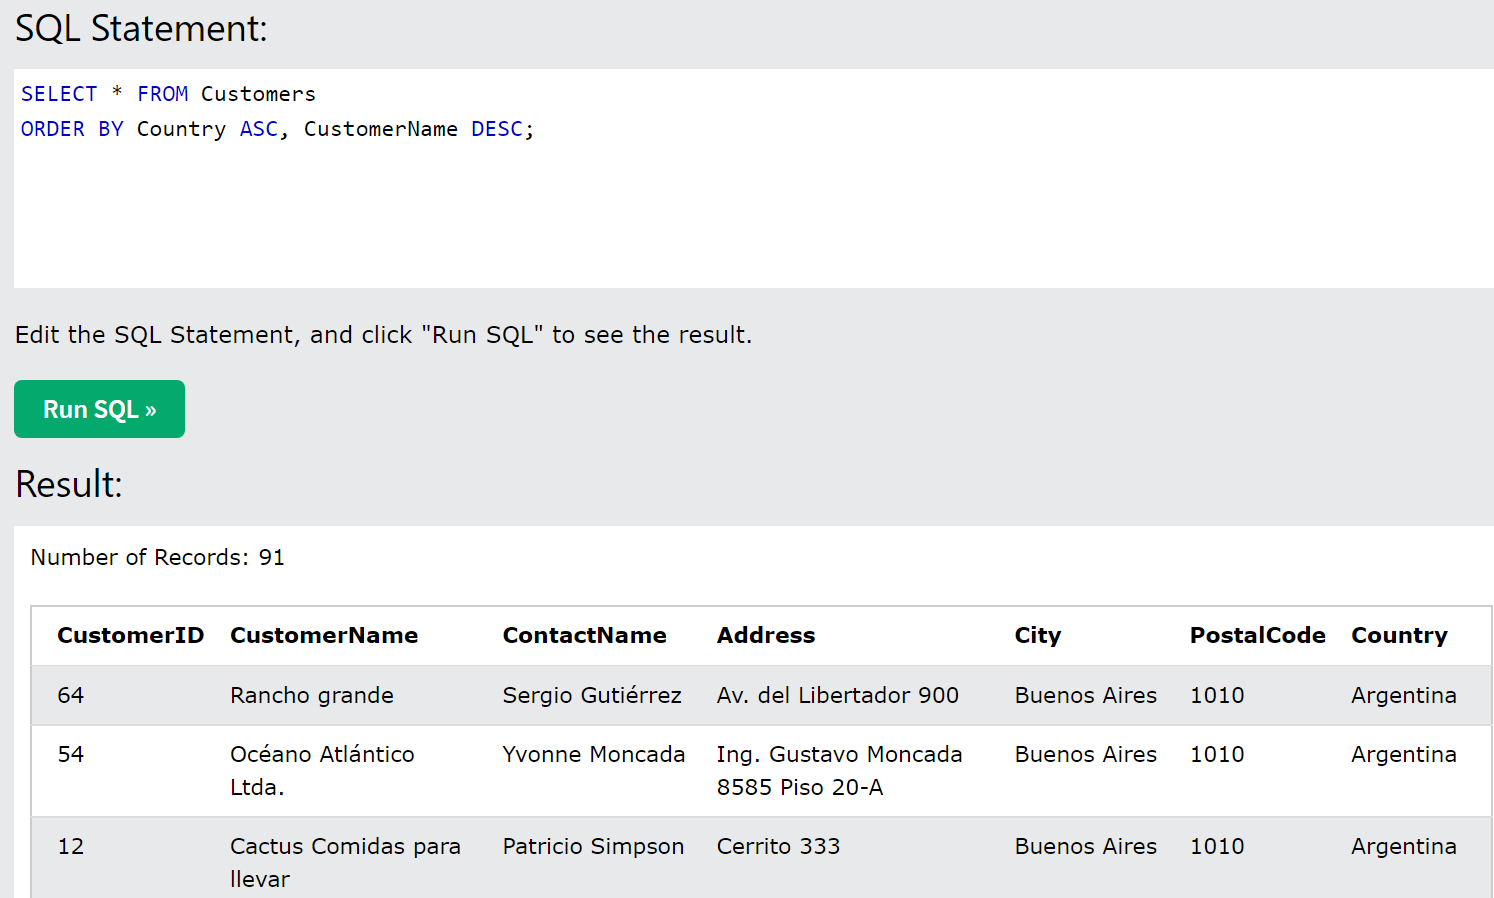 SQL Statement:
SELECT * FROM Customers
ORDER BY Country ASC, CustomerName DESC;
Edit the SQL Statement, and click "Run SQL" to see the result.
Run SQL »
Result:
Number of Records: 91
CustomerID CustomerName ContactName Address City PostalCode Country
64 Rancho grande Sergio Gutiérrez Av. del Libertador 900 Buenos Aires 1010 Argentina
54 Océano Atlántico Yvonne Moncada Ing. Gustavo Moncada Buenos Aires 1010 Argentina
Ltda. 8585 Piso 20-A
12 Cactus Comidas para Patricio Simpson Cerrito 333 Buenos Aires 1010 Argentina
llevar